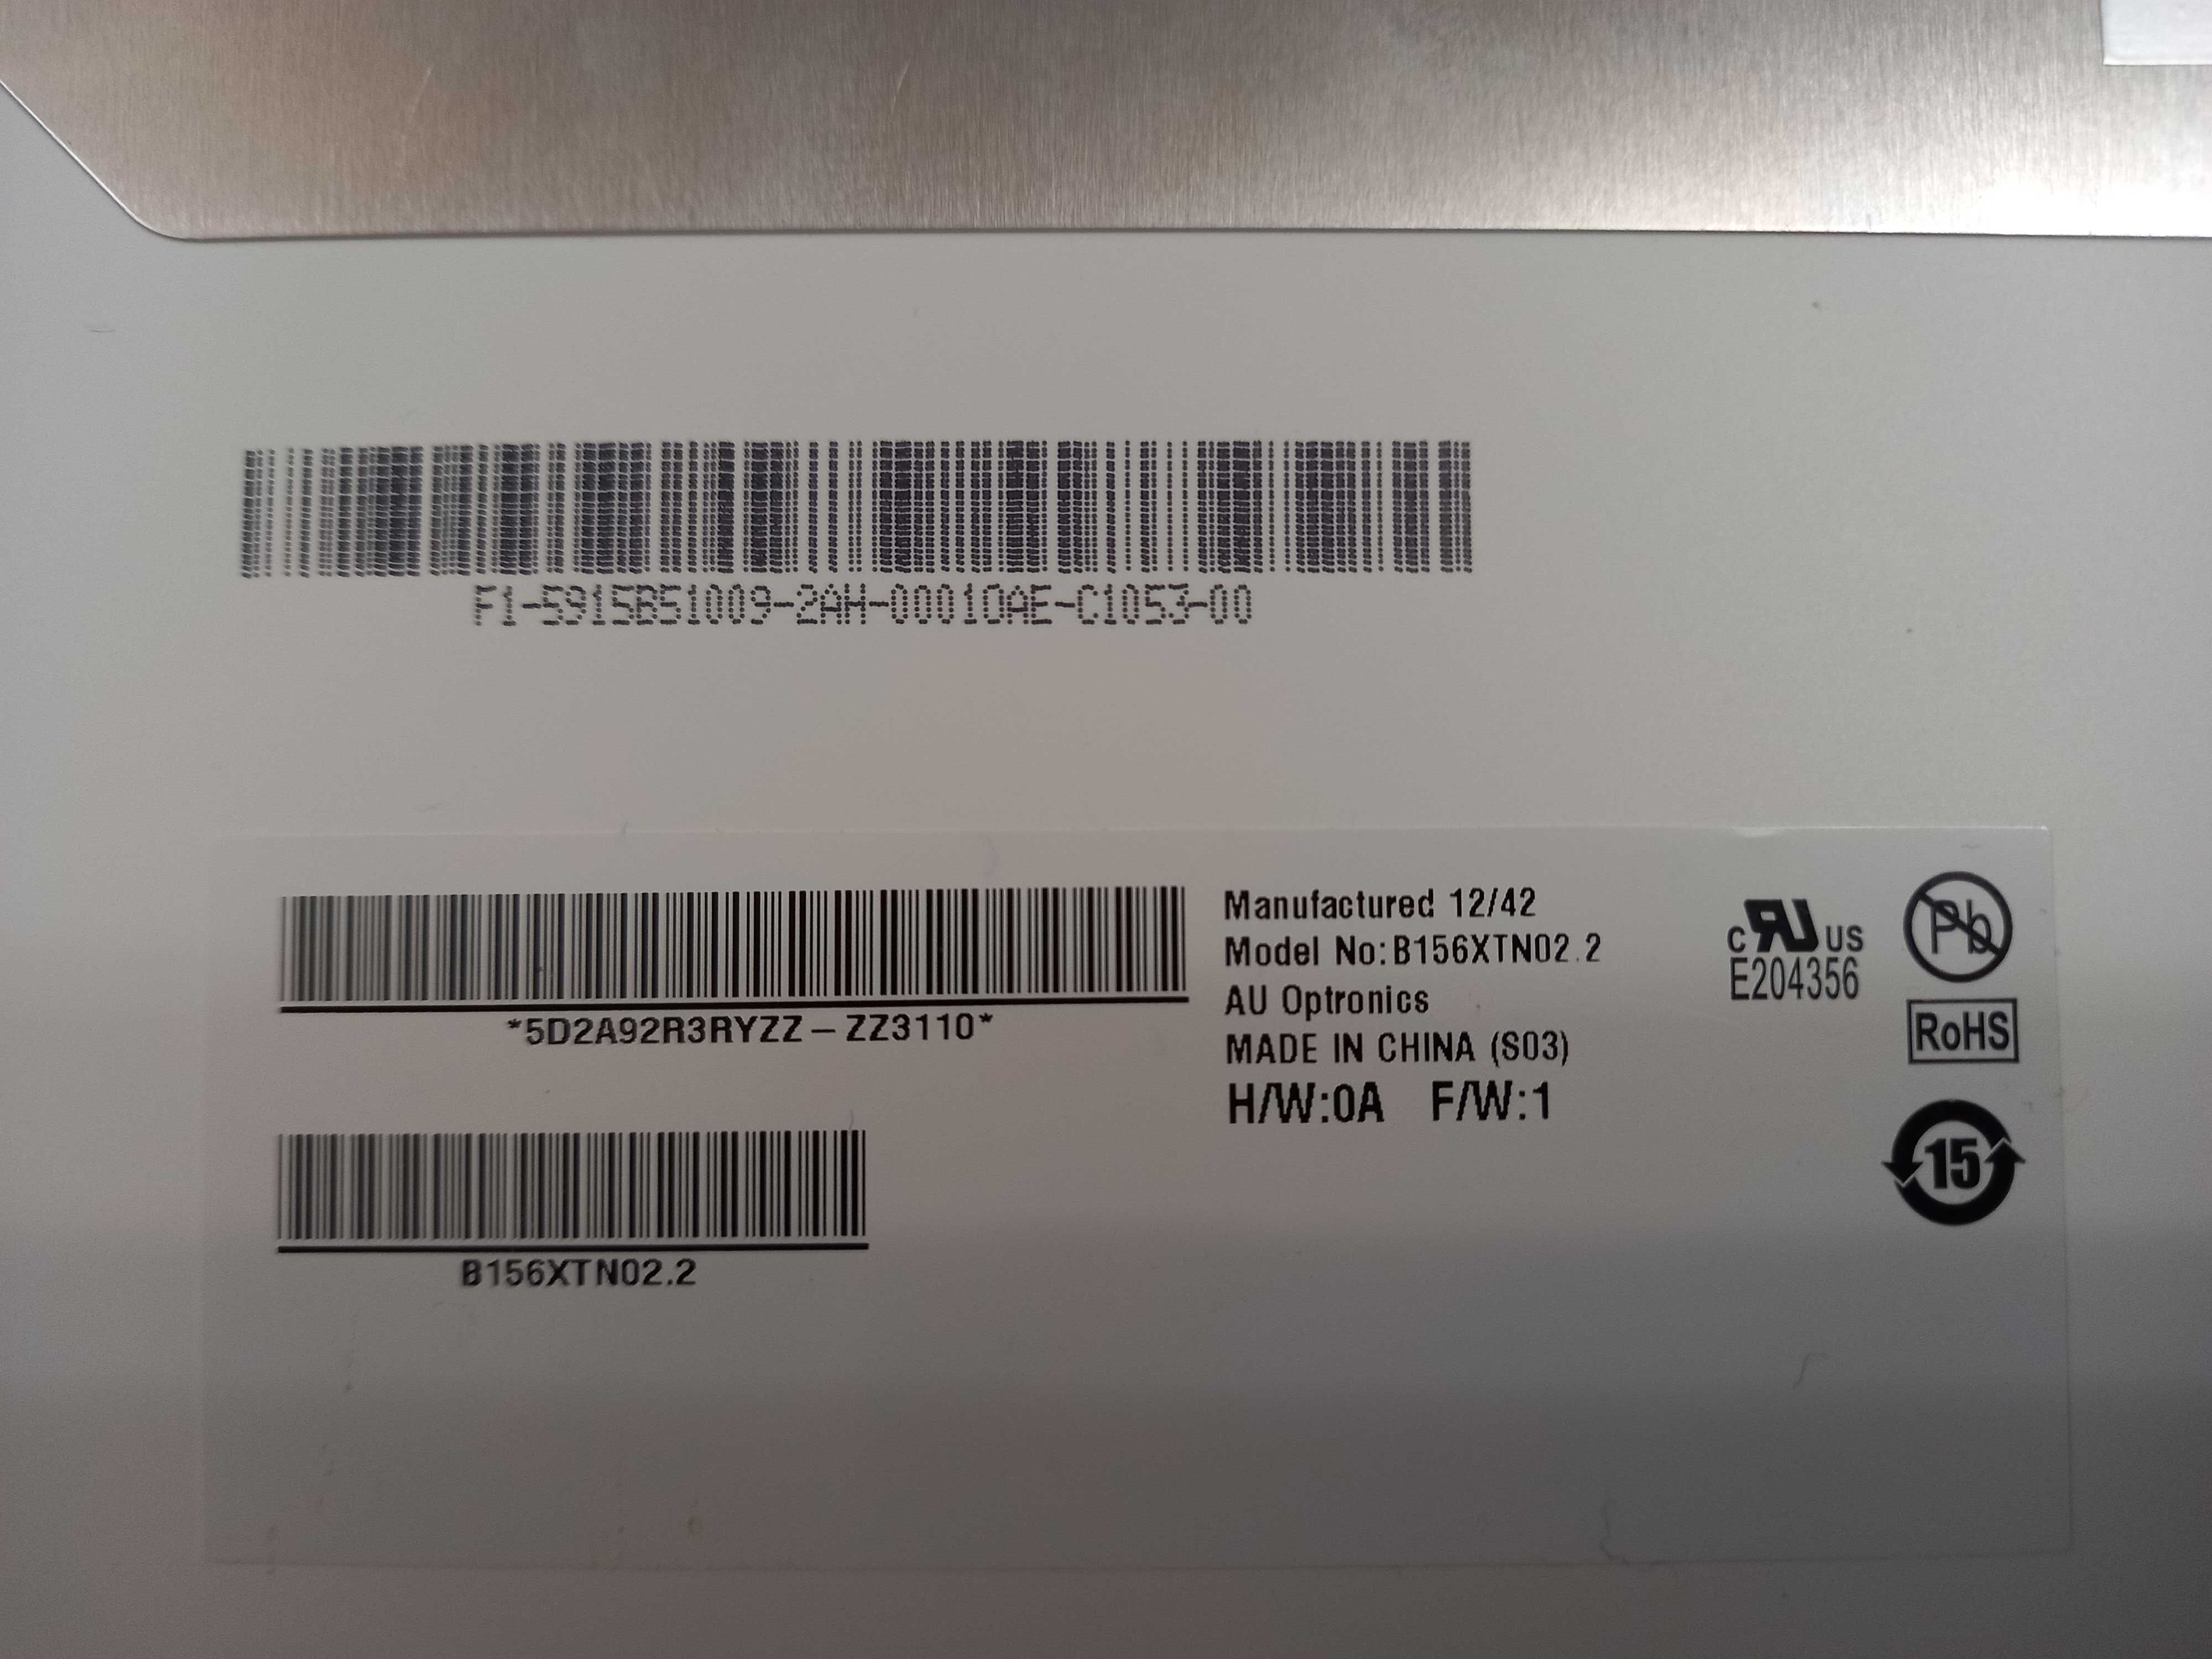 F1-5915B51009-2AH-00010AE-C1053-00
*5D2A92R3RYZZ – ZZ3110*
B156XTN02.2
Manufactured 12/42
Model No:B156XTN02.2
AU Optronics
MADE IN CHINA (S03)
H/W:0A F/W:1
c RU US
E204356
Pb
RoHS
15